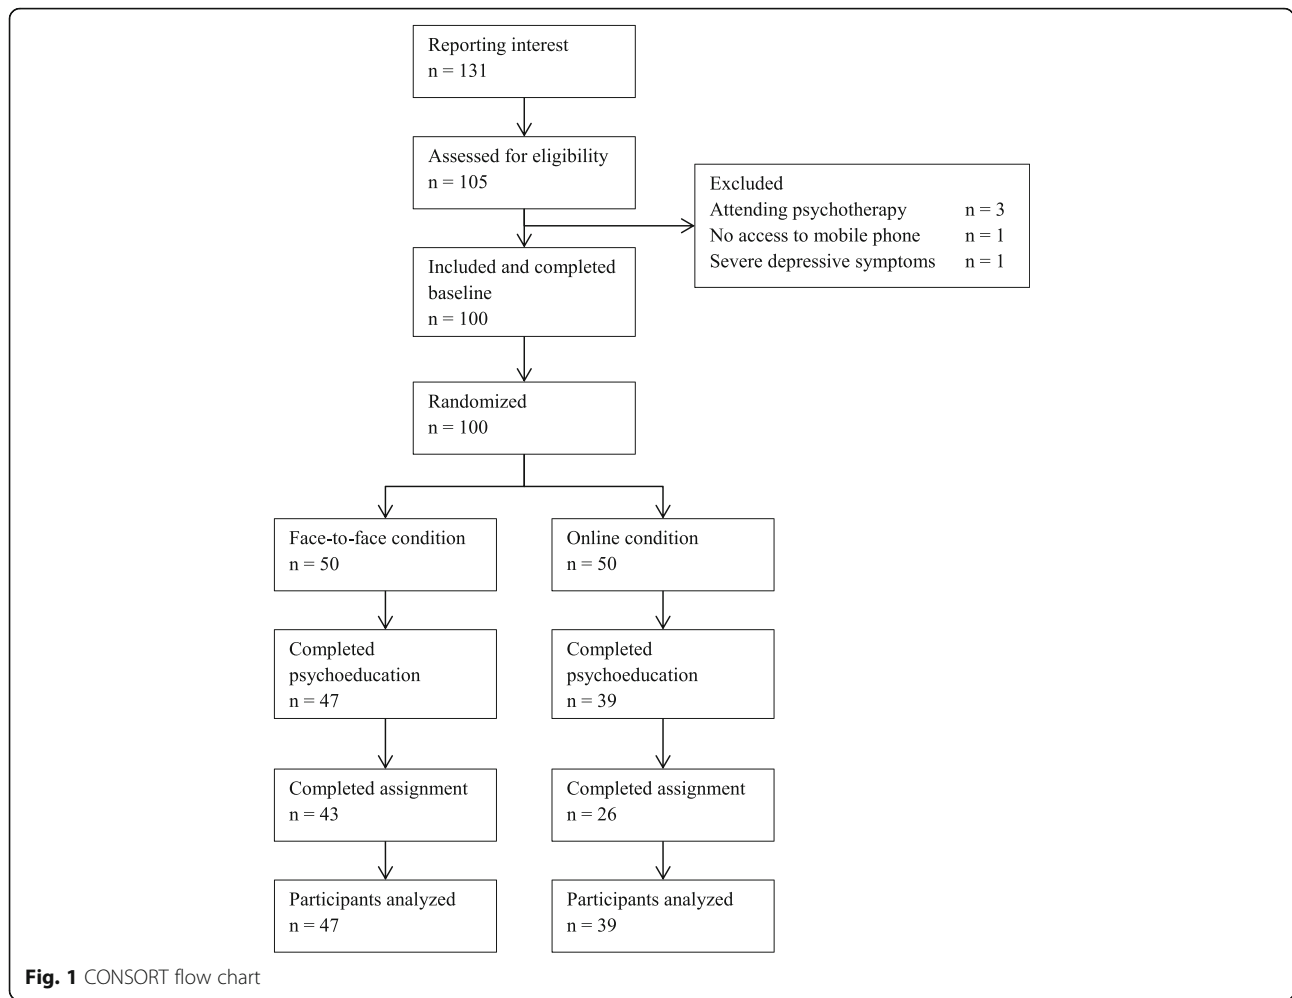 Reporting interest
n = 131
Assessed for eligibility
n = 105
Excluded
Attending psychotherapy n = 3
No access to mobile phone n = 1
Severe depressive symptoms n = 1
Included and completed
baseline
n = 100
Randomized
n = 100
Face-to-face condition
n = 50
Online condition
n = 50
Completed
psychoeducation
n = 47
Completed
psychoeducation
n = 39
Completed assignment
n = 43
Completed assignment
n = 26
Participants analyzed
n = 47
Participants analyzed
n = 39
Fig. 1 CONSORT flow chart